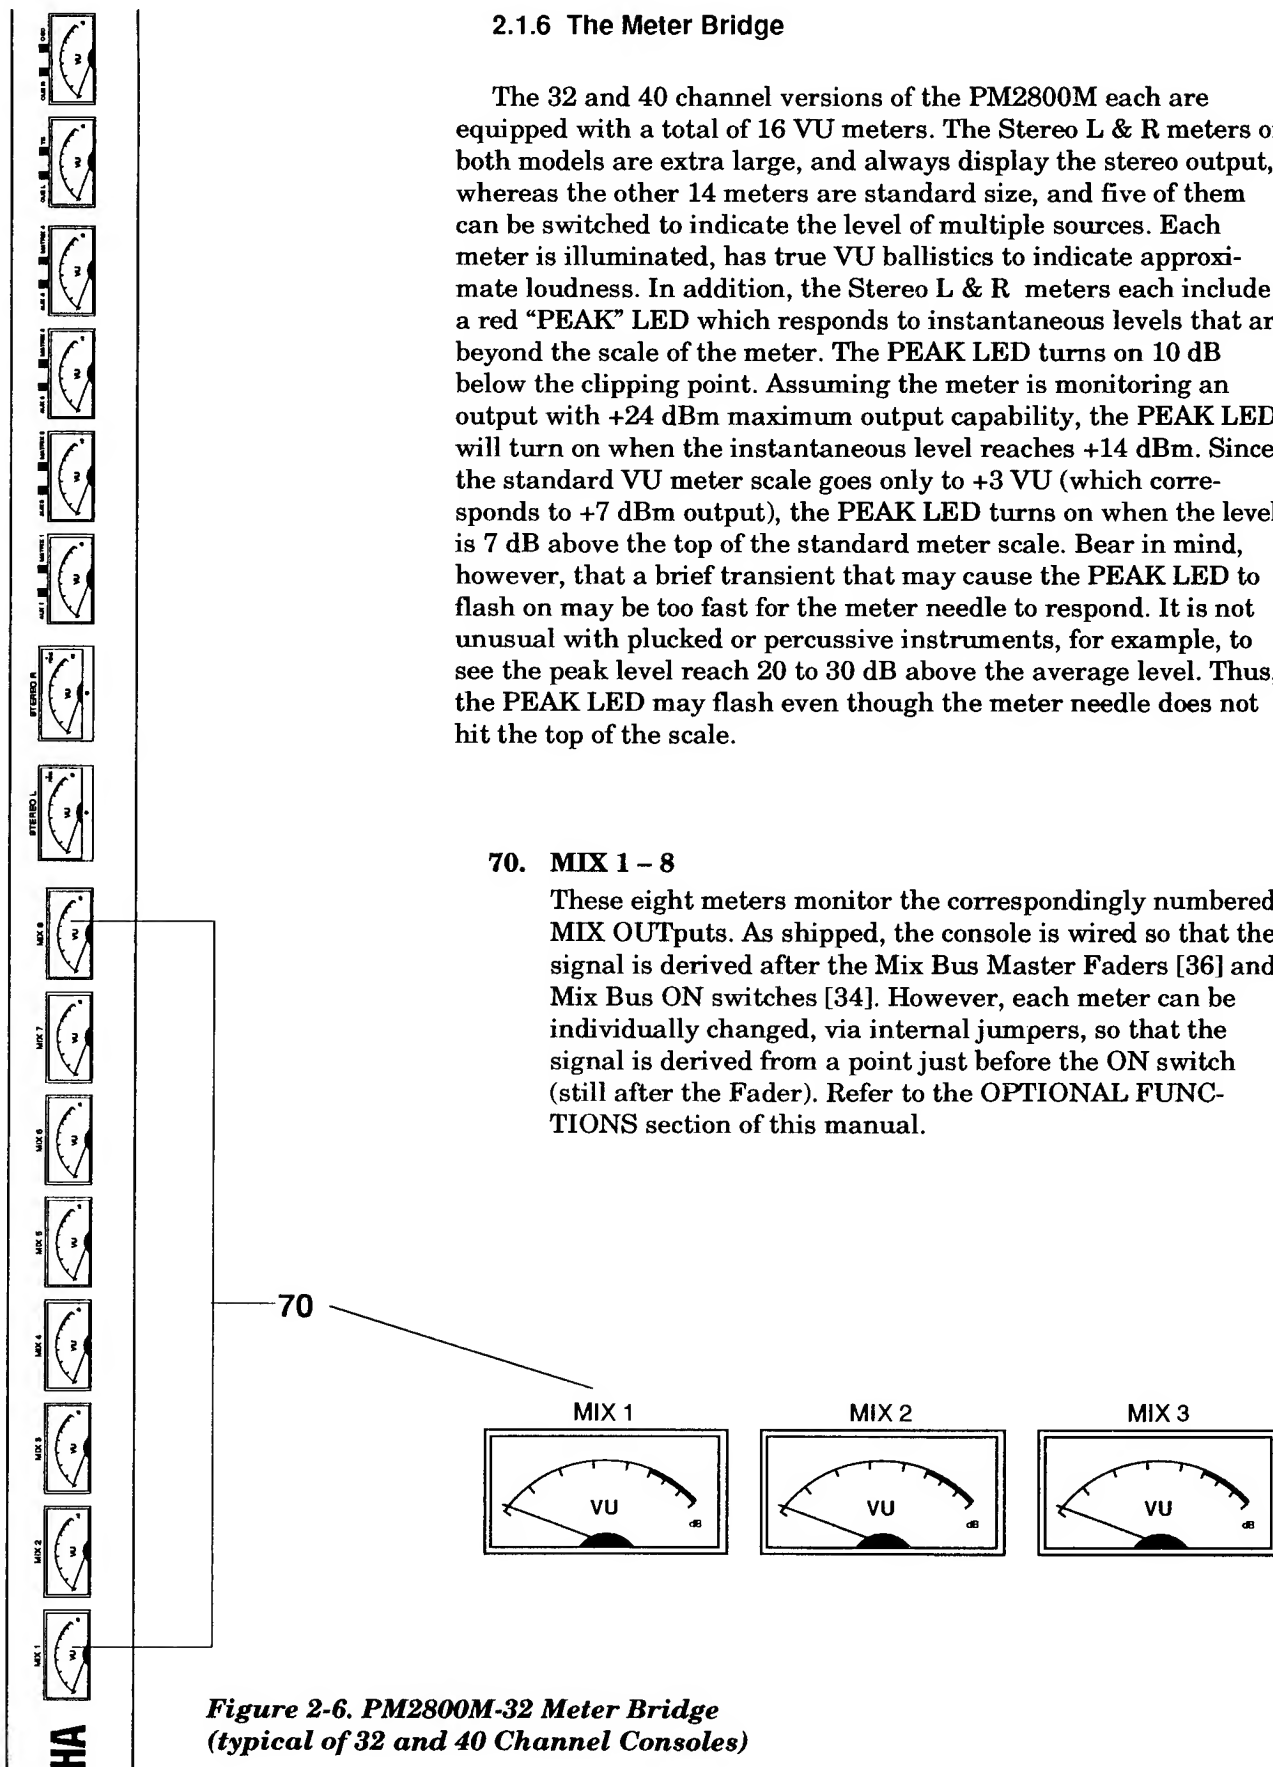 2.1.6 The Meter Bridge
The 32 and 40 channel versions of the PM2800M each are
equipped with a total of 16 VU meters. The Stereo L & R meters o
both models are extra large, and always display the stereo output,
whereas the other 14 meters are standard size, and five of them
can be switched to indicate the level of multiple sources. Each
meter is illuminated, has true VU ballistics to indicate approxi-
mate loudness. In addition, the Stereo L & R meters each include
a red “PEAK” LED which responds to instantaneous levels that ar
beyond the scale of the meter. The PEAK LED turns on 10 dB
below the clipping point. Assuming the meter is monitoring an
output with +24 dBm maximum output capability, the PEAK LED
will turn on when the instantaneous level reaches +14 dBm. Since
the standard VU meter scale goes only to +3 VU (which corre-
sponds to +7 dBm output), the PEAK LED turns on when the level
is 7 dB above the top of the standard meter scale. Bear in mind,
however, that a brief transient that may cause the PEAK LED to
flash on may be too fast for the meter needle to respond. It is not
unusual with plucked or percussive instruments, for example, to
see the peak level reach 20 to 30 dB above the average level. Thus,
the PEAK LED may flash even though the meter needle does not
hit the top of the scale.
70. MIX 1 – 8
These eight meters monitor the correspondingly numbered
MIX OUTputs. As shipped, the console is wired so that the
signal is derived after the Mix Bus Master Faders [36] and
Mix Bus ON switches [34]. However, each meter can be
individually changed, via internal jumpers, so that the
signal is derived from a point just before the ON switch
(still after the Fader). Refer to the OPTIONAL FUNC-
TIONS section of this manual.
STEREO R
VU
STEREO L
VU
MIX 8
VU
MIX 7
VU
MIX 6
VU
MIX 5
VU
MIX 4
VU
MIX 3
VU
MIX 2
VU
MIX 1
VU
HA
70
MIX 1
VU
dB
MIX 2
VU
dB
MIX 3
VU
dB
Figure 2-6. PM2800M-32 Meter Bridge
(typical of 32 and 40 Channel Consoles)